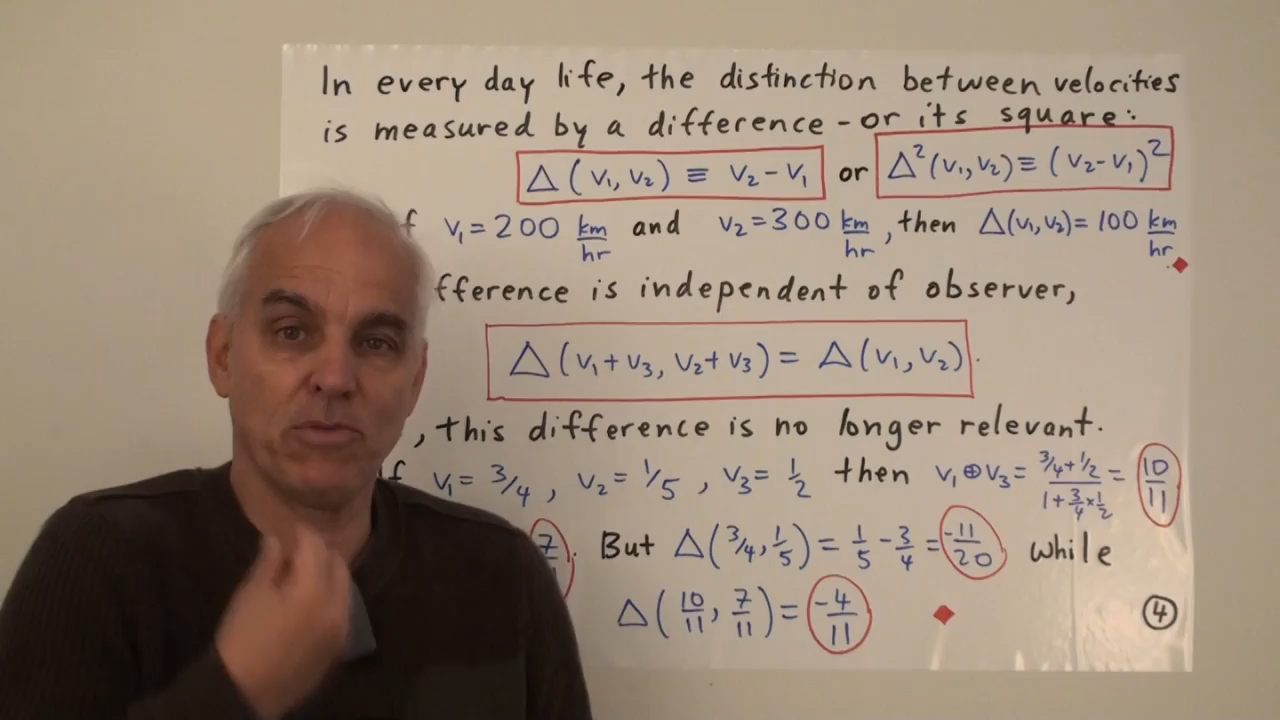 In every day life, the distinction between velocities
is measured by a difference - or its square:
Δ(v₁, v₂) ≡ v₂ - v₁ or Δ²(v₁, v₂) ≡ (v₂ - v₁)²
v₁ = 200 km/hr and v₂ = 300 km/hr, then Δ(v₁, v₂) = 100 km/hr
fference is independent of observer,
Δ(v₁ + v₃, v₂ + v₃) = Δ(v₁, v₂).
, this difference is no longer relevant.
f v₁ = 3/4, v₂ = 1/5, v₃ = 1/2 then v₁ ⊕ v₃ = (3/4 + 1/2)/(1 + 3/4 × 1/2) = 10/11
But Δ(3/4, 1/5) = 1/5 - 3/4 = -11/20 while
Δ(10/11, 7/11) = -4/11
4